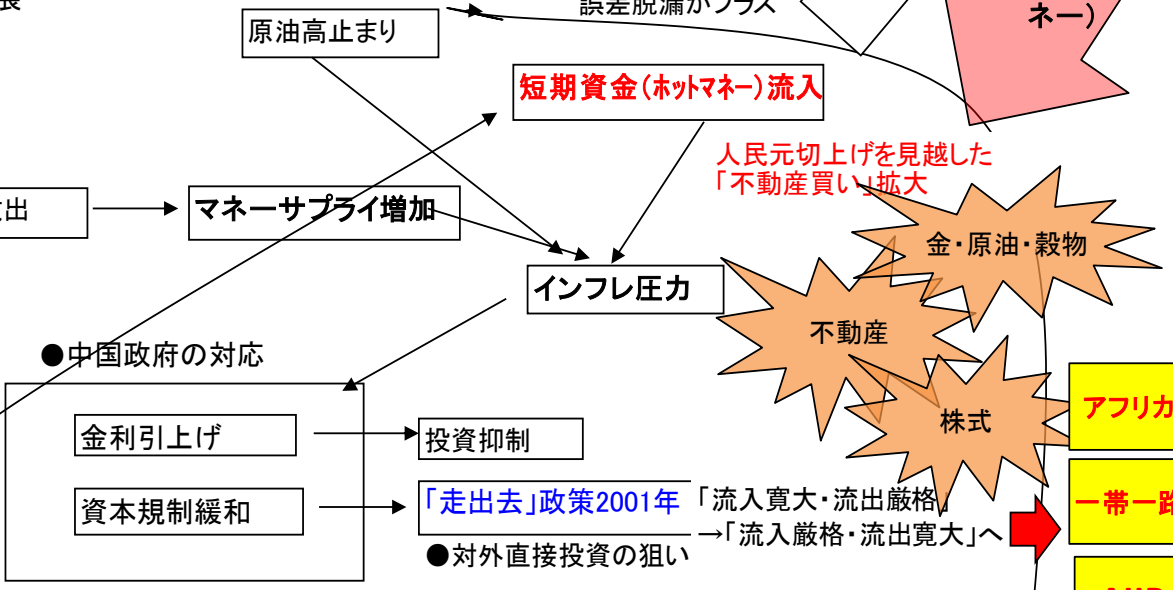 誤差脱漏がプラス
ネー）
原油高止まり
短期資金（ホットマネー）流入
人民元切上げを見越した
「不動産買い」拡大
出
マネーサプライ増加
金・原油・穀物
インフレ圧力
不動産
●中国政府の対応
アフリカ
株式
金利引上げ
投資抑制
資本規制緩和
「走出去」政策2001年
「流入寛大・流出厳格」
→「流入厳格・流出寛大」へ
一帯一路
●対外直接投資の狙い